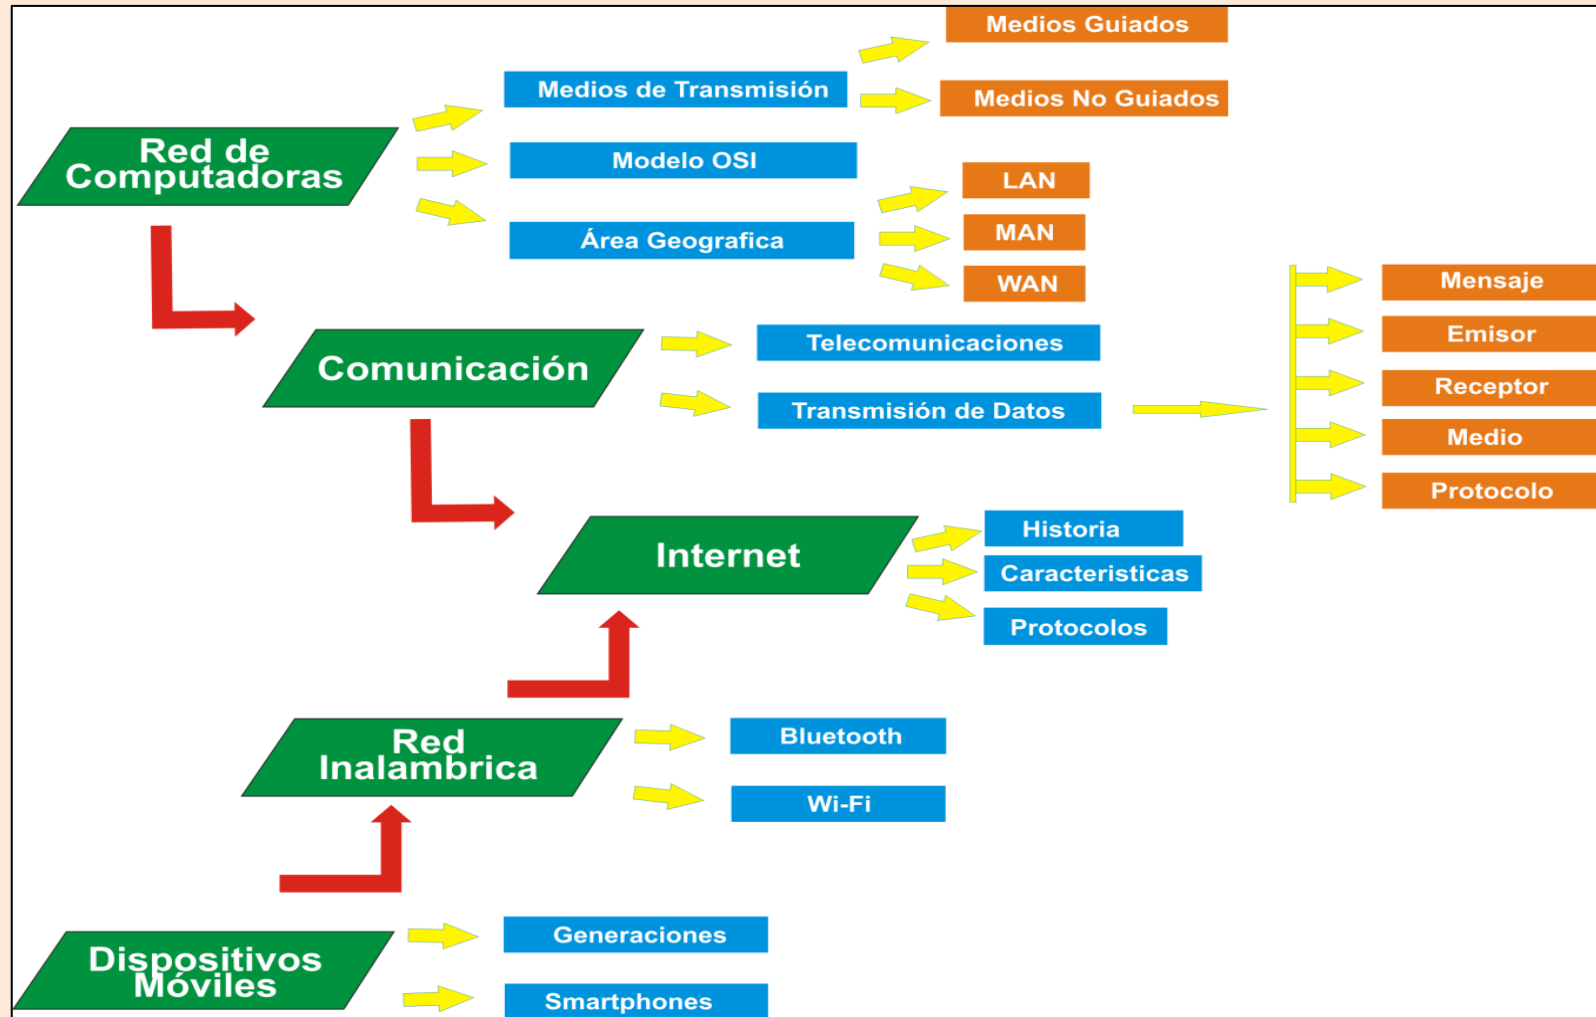 Medios Guiados
Medios de Transmisión
Medios No Guiados
Red de
Computadoras
Modelo OSI
LAN
Área Geografica
MAN
WAN
Mensaje
Emisor
Comunicación
Telecomunicaciones
Receptor
Transmisión de Datos
Medio
Protocolo
Internet
Historia
Caracteristicas
Protocolos
Red
Inalambrica
Bluetooth
Wi-Fi
Dispositivos
Móviles
Generaciones
Smartphones